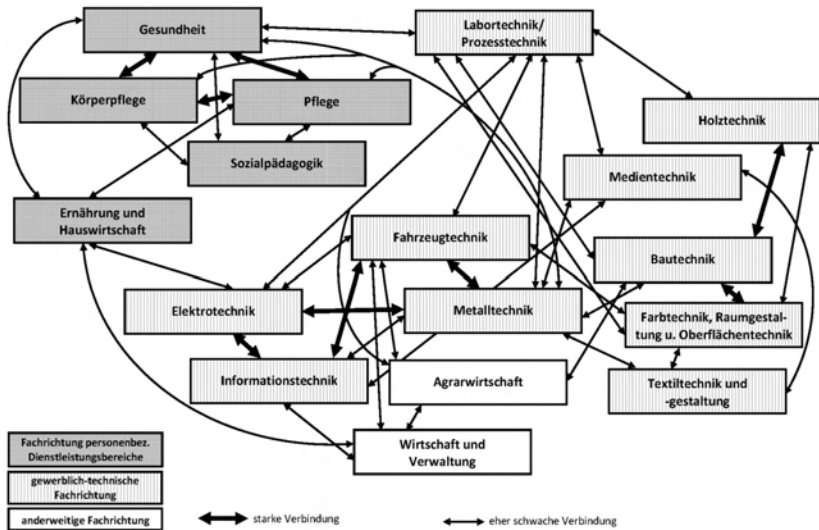 Gesundheit
Labortechnik/
Prozesstechnik
Körperpflege
Pflege
Holztechnik
Sozialpädagogik
Medientechnik
Ernährung und
Hauswirtschaft
Fahrzeugtechnik
Bautechnik
Elektrotechnik
Metalltechnik
Farbtechnik, Raumgestal-
tung u. Oberflächentechnik
Informationstechnik
Agrarwirtschaft
Textiltechnik und
-gestaltung
Wirtschaft und
Verwaltung
Fachrichtung personenbez.
Dienstleistungsbereiche
gewerblich-technische
Fachrichtung
anderweitige Fachrichtung
starke Verbindung
eher schwache Verbindung